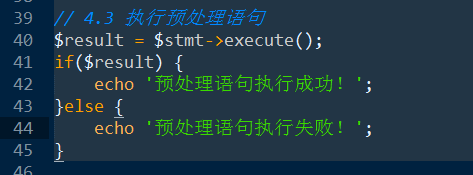 39 // 4.3 执行预处理语句
40 $result = $stmt->execute();
41 if($result) {
42 echo '预处理语句执行成功！';
43 }else {
44 echo '预处理语句执行失败！';
45 }
46